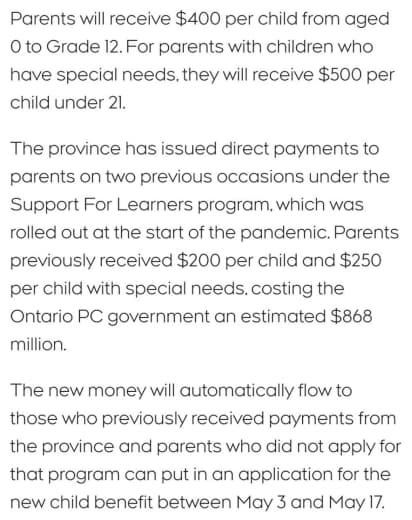 Parents will receive $400 per child from aged
0 to Grade 12. For parents with children who
have special needs, they will receive $500 per
child under 21.
The province has issued direct payments to
parents on two previous occasions under the
Support For Learners program, which was
rolled out at the start of the pandemic. Parents
previously received $200 per child and $250
per child with special needs, costing the
Ontario PC government an estimated $868
million.
The new money will automatically flow to
those who previously received payments from
the province and parents who did not apply for
that program can put in an application for the
new child benefit between May 3 and May 17.